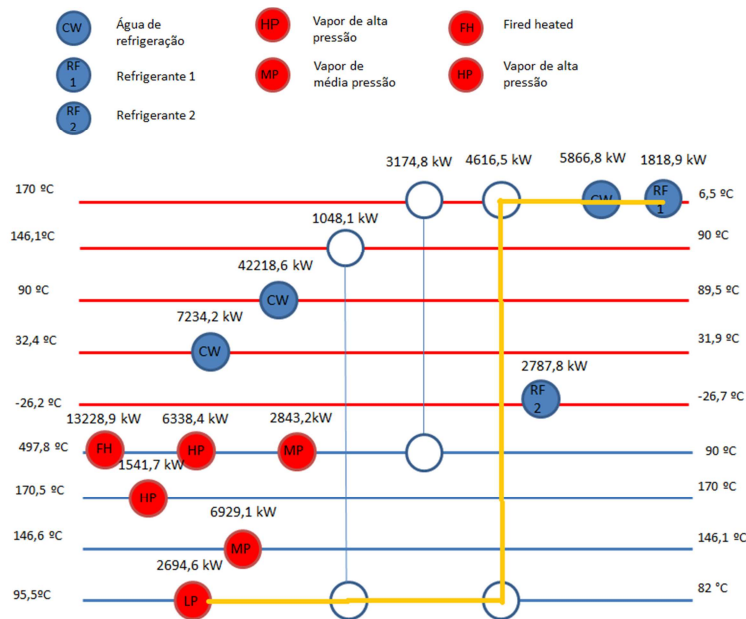 CW
Água de
refrigeração
HP
Vapor de alta
pressão
FH
Fired heated
RF
1
Refrigerante 1
MP
Vapor de
média pressão
HP
Vapor de alta
pressão
RF
2
Refrigerante 2
3174,8 kW
4616,5 kW
5866,8 kW
1818,9 kW
170 ºC
CW
RF
1
6,5 ºC
1048,1 kW
146,1ºC
90 ºC
42218,6 kW
90 ºC
CW
89,5 ºC
7234,2 kW
32,4 ºC
CW
31,9 ºC
2787,8 kW
-26,2 ºC
RF
2
-26,7 ºC
13228,9 kW
6338,4 kW
2843,2kW
497,8 ºC
FH
HP
MP
90 ºC
1541,7 kW
170,5 ºC
HP
170 ºC
6929,1 kW
146,6 ºC
MP
146,1 ºC
2694,6 kW
95,5ºC
LP
82 °C